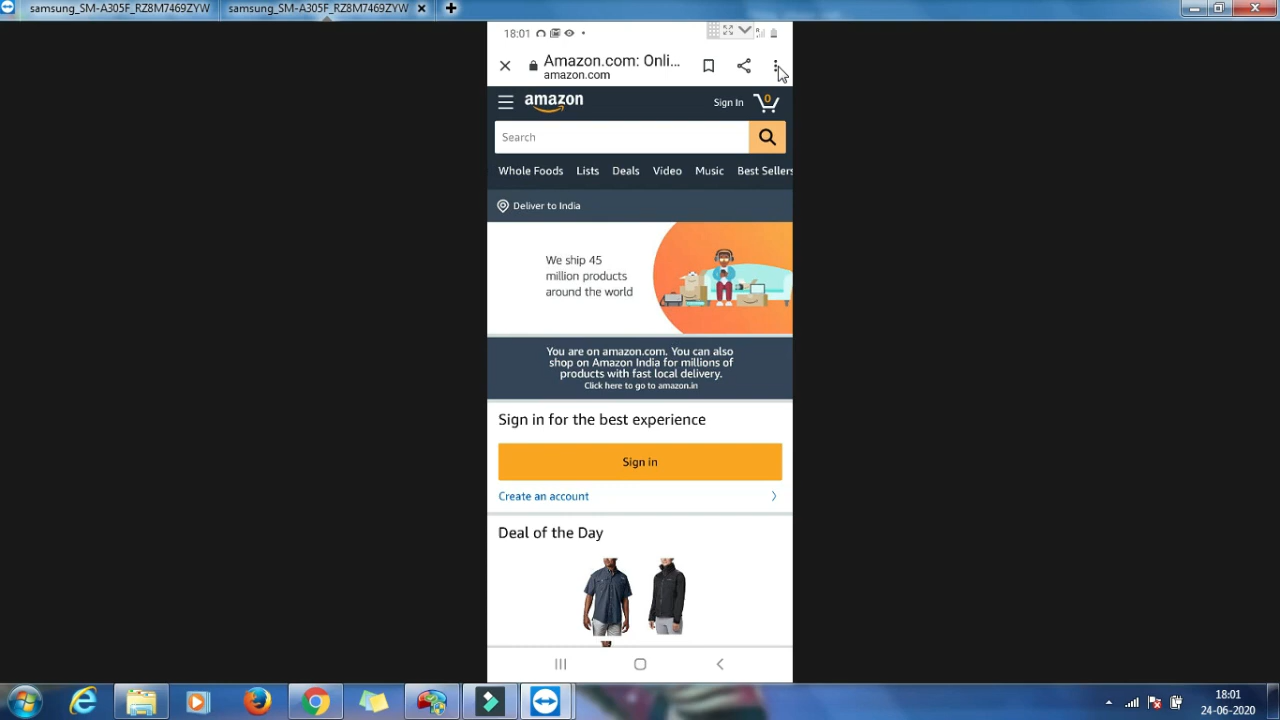 samsung_SM-A305F_RZ8M7469ZYW
samsung_SM-A305F_RZ8M7469ZYW
18:01
Amazon.com: Onli...
amazon.com
amazon
Sign In
0
Search
Whole Foods Lists Deals Video Music Best Sellers
Deliver to India
We ship 45
million products
around the world
You are on amazon.com. You can also
shop on Amazon India for millions of
products with fast local delivery.
Click here to go to amazon.in
Sign in for the best experience
Sign in
Create an account
Deal of the Day
18:01
24-06-2020